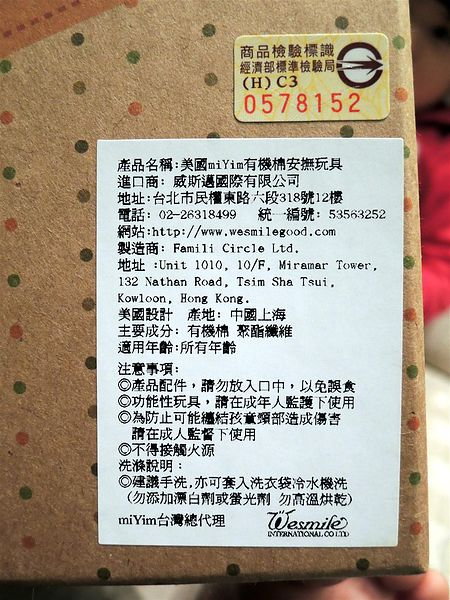 商品檢驗標識
經濟部標準檢驗局
(H) C3
0578152
產品名稱:美國miYim有機棉安撫玩具
進口商: 威斯邁國際有限公司
地址:台北市民權東路六段318號12樓
電話: 02-26318499 統一編號: 53563252
網站:http://www.wesmilegood.com
製造商: Famili Circle Ltd.
地址 :Unit 1010, 10/F, Miramar Tower,
132 Nathan Road, Tsim Sha Tsui,
Kowloon, Hong Kong.
美國設計 產地: 中國上海
主要成分: 有機棉 聚酯纖維
適用年齡:所有年齡
注意事項:
◎產品配件，請勿放入口中，以免誤食
◎功能性玩具，請在成年人監護下使用
◎為防止可能纏結孩童頸部造成傷害
請在成人監督下使用
◎不得接觸火源
洗滌說明:
◎建議手洗,亦可套入洗衣袋冷水機洗
(勿添加漂白劑或螢光劑 勿高溫烘乾)
miYim台灣總代理
Wesmile
INTERNATIONAL CO LTD